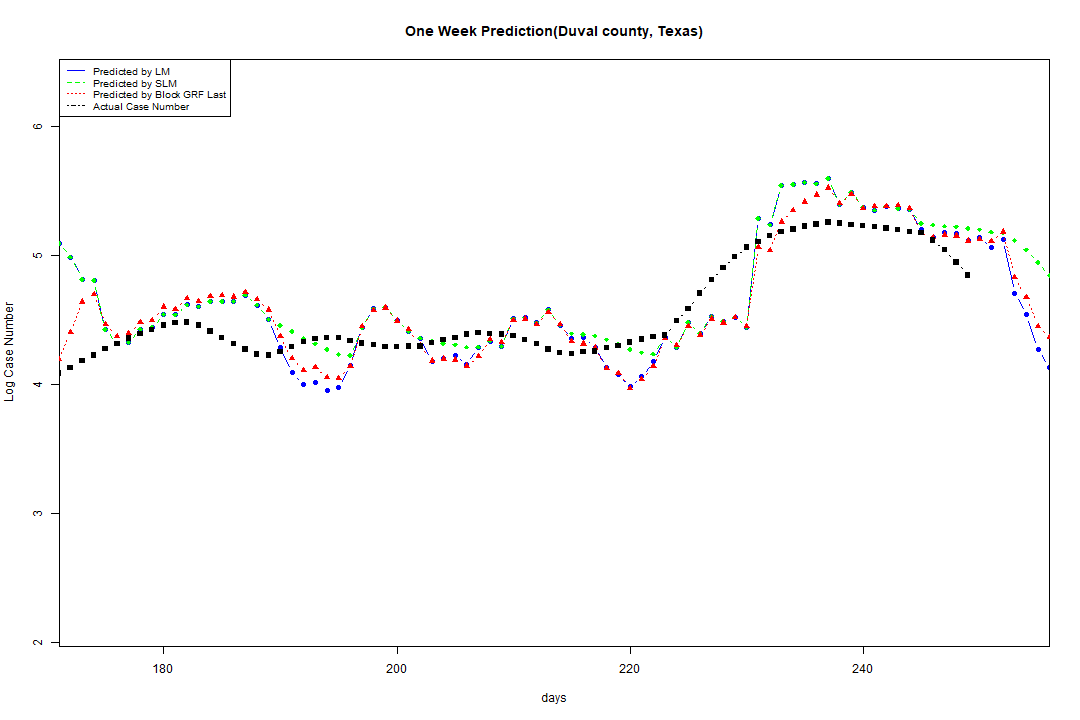 One Week Prediction(Duval county, Texas)
Predicted by LM
Predicted by SLM
Predicted by Block GRF Last
Actual Case Number
6
5
4
3
2
Log Case Number
180 200 220 240
days